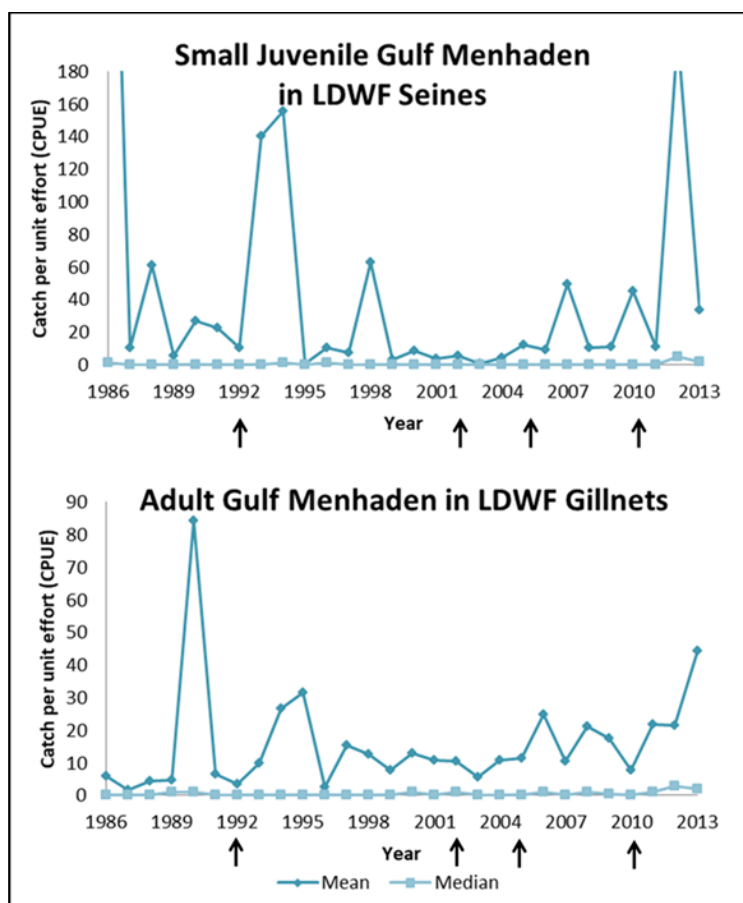 Small Juvenile Gulf Menhaden
in LDWF Seines
Catch per unit effort (CPUE)
180
160
140
120
100
80
60
40
20
0
1986 1989 1992 1995 1998 2001 2004 2007 2010 2013
Year
Adult Gulf Menhaden in LDWF Gillnets
Catch per unit effort (CPUE)
90
80
70
60
50
40
30
20
10
0
1986 1989 1992 1995 1998 2001 2004 2007 2010 2013
Year
Mean Median